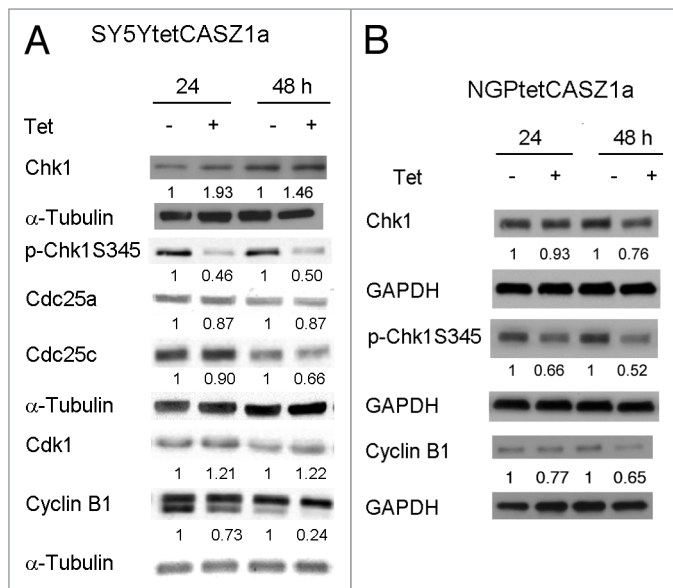 A
SY5YtetCASZ1a
24 48 h
Tet - + - +
Chk1
1 1.93 1 1.46
α-Tubulin
p-Chk1S345
1 0.46 1 0.50
Cdc25a
1 0.87 1 0.87
Cdc25c
1 0.90 1 0.66
α-Tubulin
Cdk1
1 1.21 1 1.22
Cyclin B1
1 0.73 1 0.24
α-Tubulin
B
NGPtetCASZ1a
24 48 h
Tet - + - +
Chk1
1 0.93 1 0.76
GAPDH
p-Chk1S345
1 0.66 1 0.52
GAPDH
Cyclin B1
1 0.77 1 0.65
GAPDH